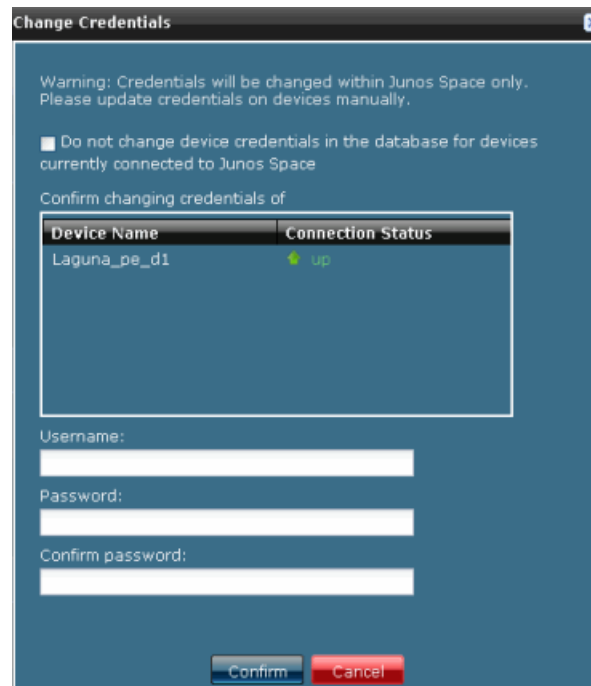 Change Credentials
Warning: Credentials will be changed within Junos Space only.
Please update credentials on devices manually.
Do not change device credentials in the database for devices
currently connected to Junos Space
Confirm changing credentials of
Device Name Connection Status
Laguna_pe_d1 up
Username:
Password:
Confirm password:
Confirm Cancel